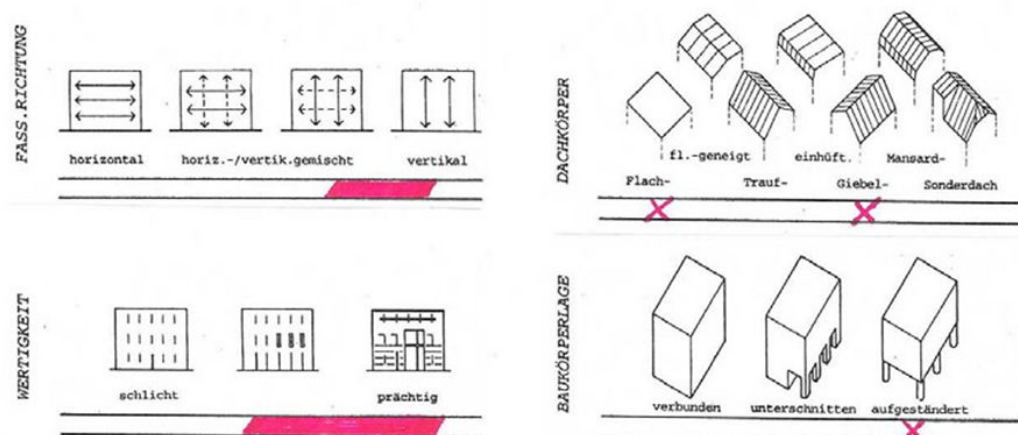 FASS.RICHTUNG
horizontal horiz.-/vertik.gemischt vertikal
WERTIGKEIT
schlicht prächtig
DACHKÖRPER
fl.-geneigt einhüft. Mansard-
Flach- Trauf- Giebel- Sonderdach
BAUKÖRPERLAGE
verbunden unterschnitten aufgeständert